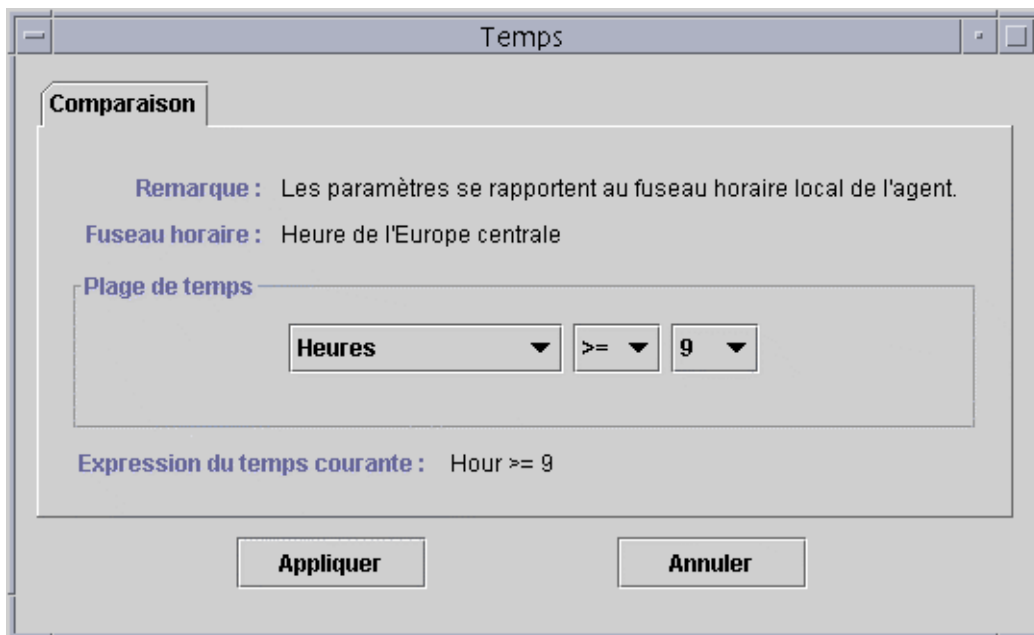 Temps
Comparaison
Remarque : Les paramètres se rapportent au fuseau horaire local de l'agent.
Fuseau horaire : Heure de l'Europe centrale
Plage de temps
Heures >= 9
Expression du temps courante : Hour >= 9
Appliquer Annuler